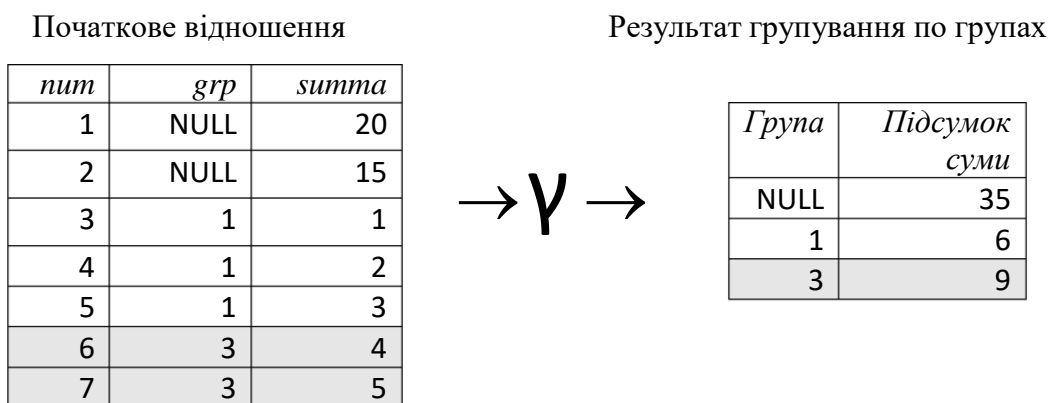 Початкове відношення
Результат групування по групах
num grp summa
1 NULL 20
2 NULL 15
3 1 1
4 1 2
5 1 3
6 3 4
7 3 5
→ γ →
Група Підсумок
суми
NULL 35
1 6
3 9